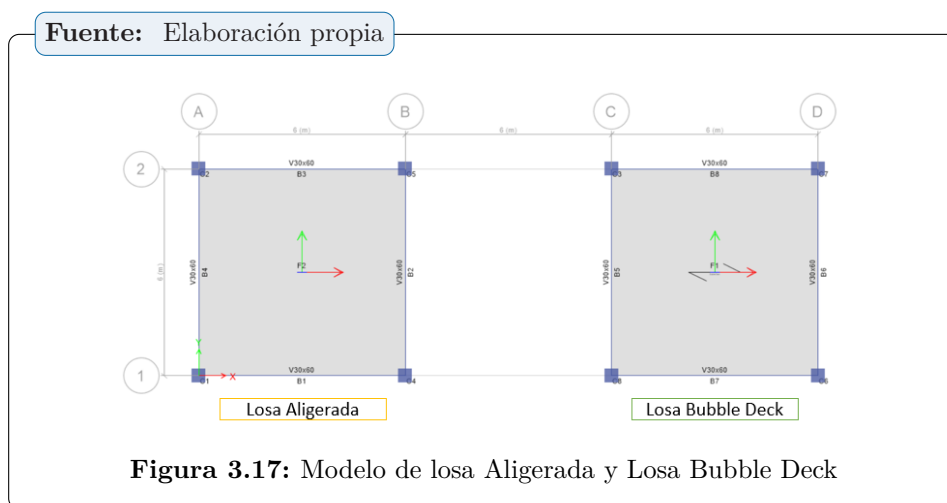 Fuente: Elaboración propia
A B C D
6 (m) 6 (m) 6 (m)
2
V30x60 V30x60
C2 B3 C5 C3 B8 C7
6 (m)
V30x60 B4 F2 V30x60 B2 V30x60 B5 F1 V30x60 B6
Y
1
V30x60 V30x60
C1 X B1 C4 C8 B7 C6
Losa Aligerada Losa Bubble Deck
Figura 3.17: Modelo de losa Aligerada y Losa Bubble Deck